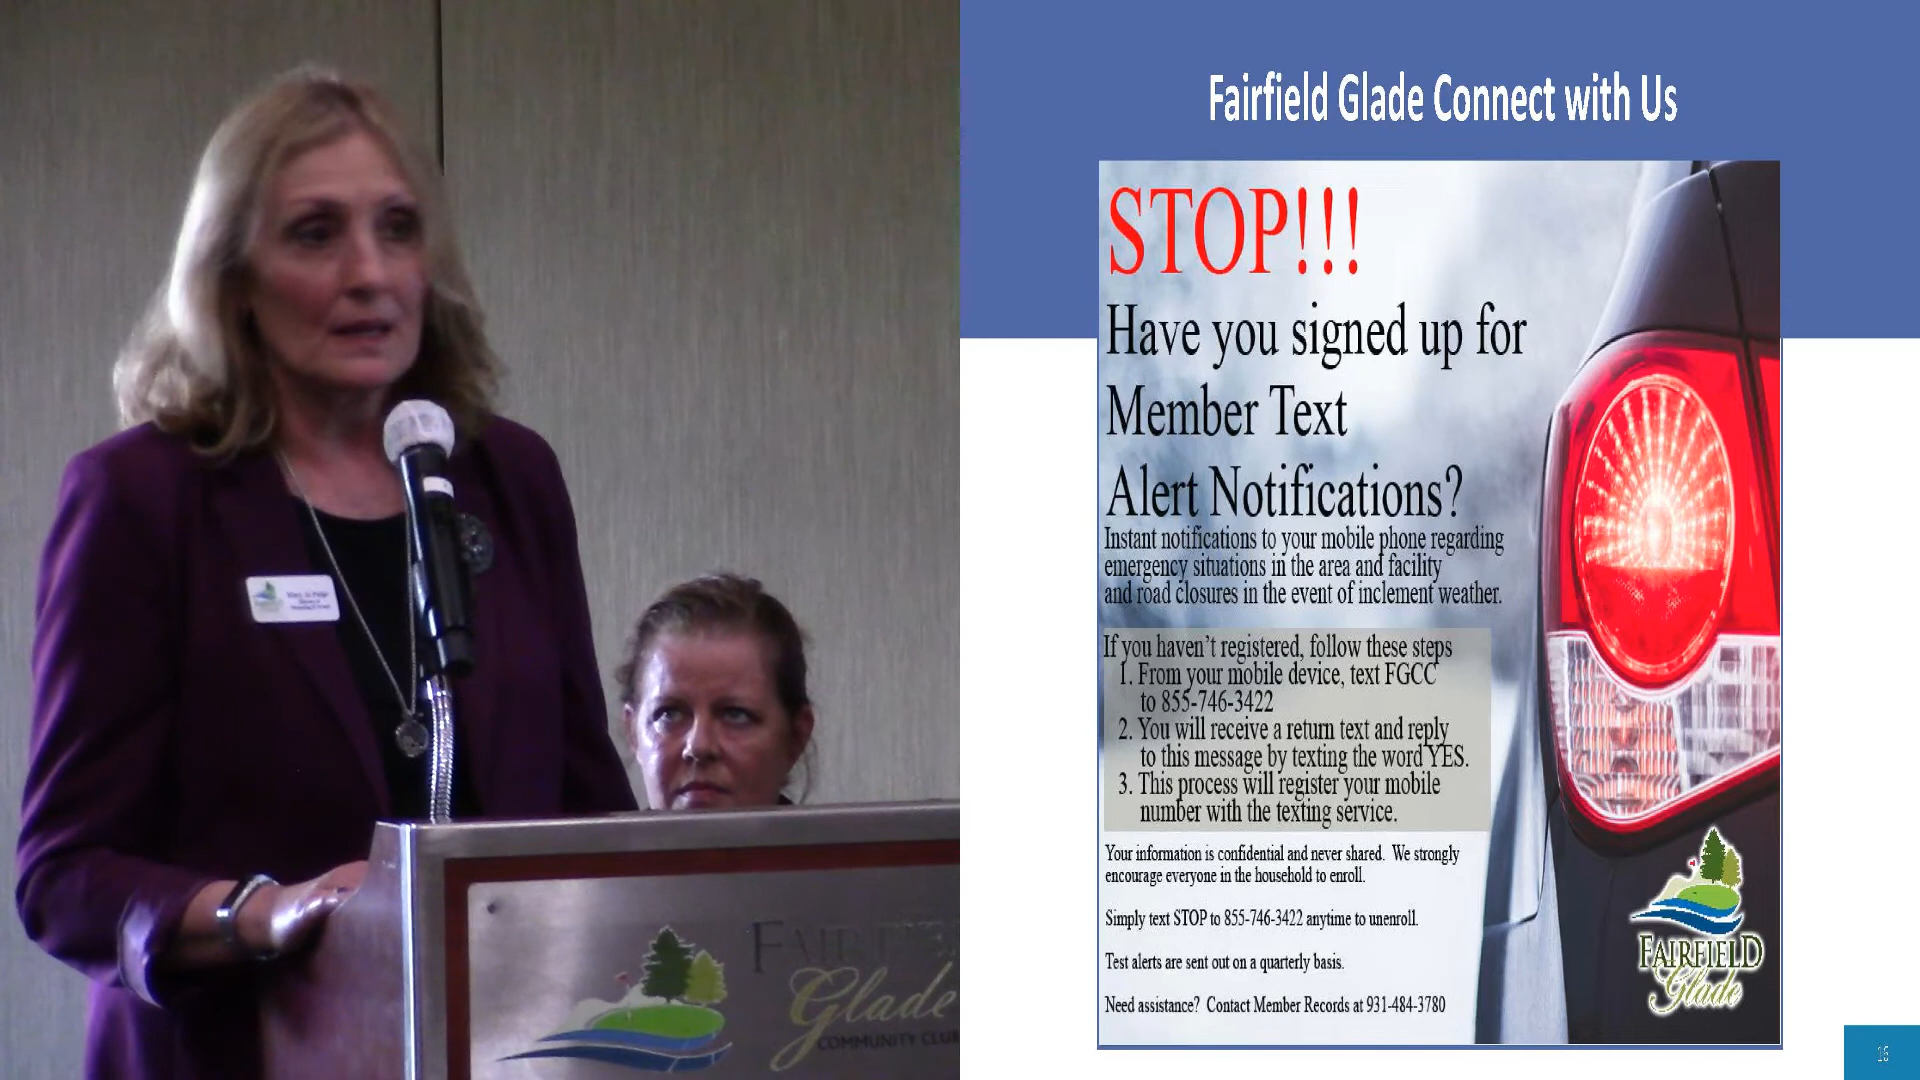 Fairfield Glade Connect with Us
STOP!!!
Have you signed up for
Member Text
Alert Notifications?
Instant notifications to your mobile phone regarding
emergency situations in the area and facility
and road closures in the event of inclement weather.
If you haven't registered, follow these steps
1. From your mobile device, text FGCC
to 855-746-3422
2. You will receive a return text and reply
to this message by texting the word YES.
3. This process will register your mobile
number with the texting service.
Your information is confidential and never shared. We strongly
encourage everyone in the household to enroll.
Simply text STOP to 855-746-3422 anytime to unenroll.
Test alerts are sent out on a quarterly basis.
Need assistance? Contact Member Records at 931-484-3780
FAIRFIELD
Glade
Glade
COMMUNITY CLUB